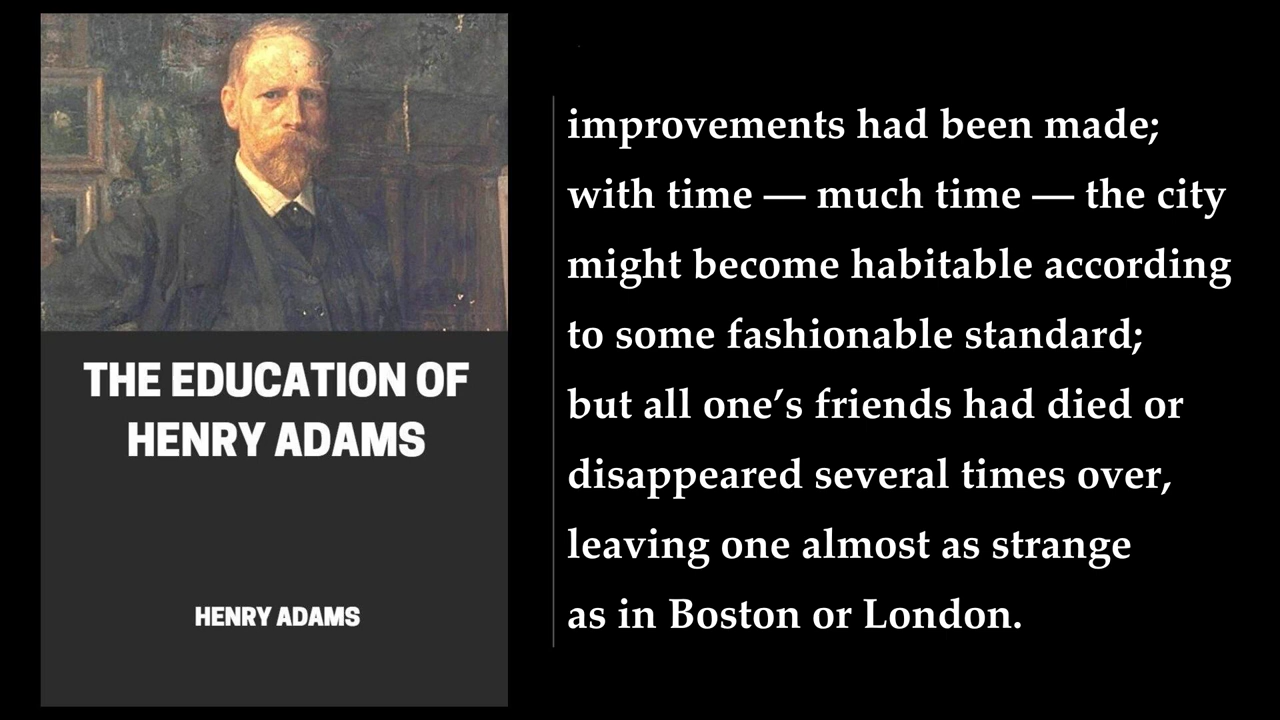 THE EDUCATION OF
HENRY ADAMS
HENRY ADAMS
improvements had been made;
with time — much time — the city
might become habitable according
to some fashionable standard;
but all one’s friends had died or
disappeared several times over,
leaving one almost as strange
as in Boston or London.